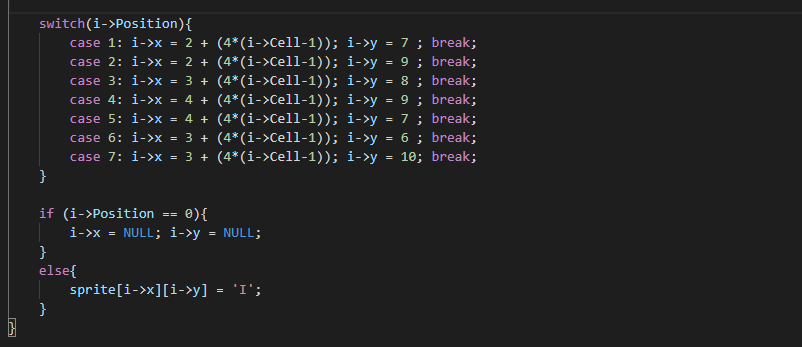 switch(i->Position){
case 1: i->x = 2 + (4*(i->Cell-1)); i->y = 7 ; break;
case 2: i->x = 2 + (4*(i->Cell-1)); i->y = 9 ; break;
case 3: i->x = 3 + (4*(i->Cell-1)); i->y = 8 ; break;
case 4: i->x = 4 + (4*(i->Cell-1)); i->y = 9 ; break;
case 5: i->x = 4 + (4*(i->Cell-1)); i->y = 7 ; break;
case 6: i->x = 3 + (4*(i->Cell-1)); i->y = 6 ; break;
case 7: i->x = 3 + (4*(i->Cell-1)); i->y = 10; break;
}
if (i->Position == 0){
i->x = NULL; i->y = NULL;
}
else{
sprite[i->x][i->y] = 'I';
}
}